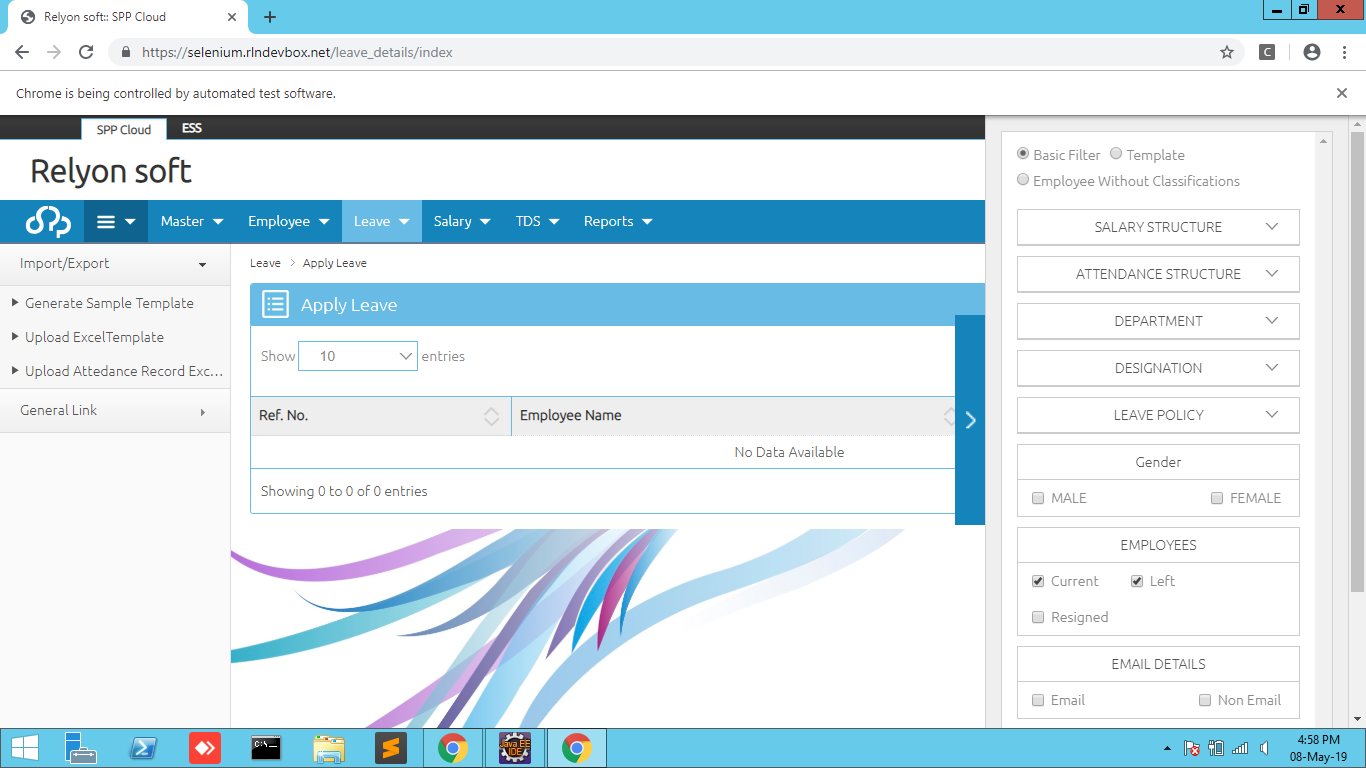 Relyon soft:: SPP Cloud
https://selenium.rlndevbox.net/leave_details/index
C
Chrome is being controlled by automated test software.
SPP Cloud ESS
Relyon soft
Master Employee Leave Salary TDS Reports
Import/Export
Generate Sample Template
Upload ExcelTemplate
Upload Attedance Record Exc...
General Link
Leave > Apply Leave
Apply Leave
Show 10 entries
Ref. No. Employee Name
No Data Available
Showing 0 to 0 of 0 entries
Basic Filter Template
Employee Without Classifications
SALARY STRUCTURE
ATTENDANCE STRUCTURE
DEPARTMENT
DESIGNATION
LEAVE POLICY
Gender
MALE FEMALE
EMPLOYEES
Current Left
Resigned
EMAIL DETAILS
Email Non Email
C:\_
Java EE
IDE
4:58 PM
08-May-19